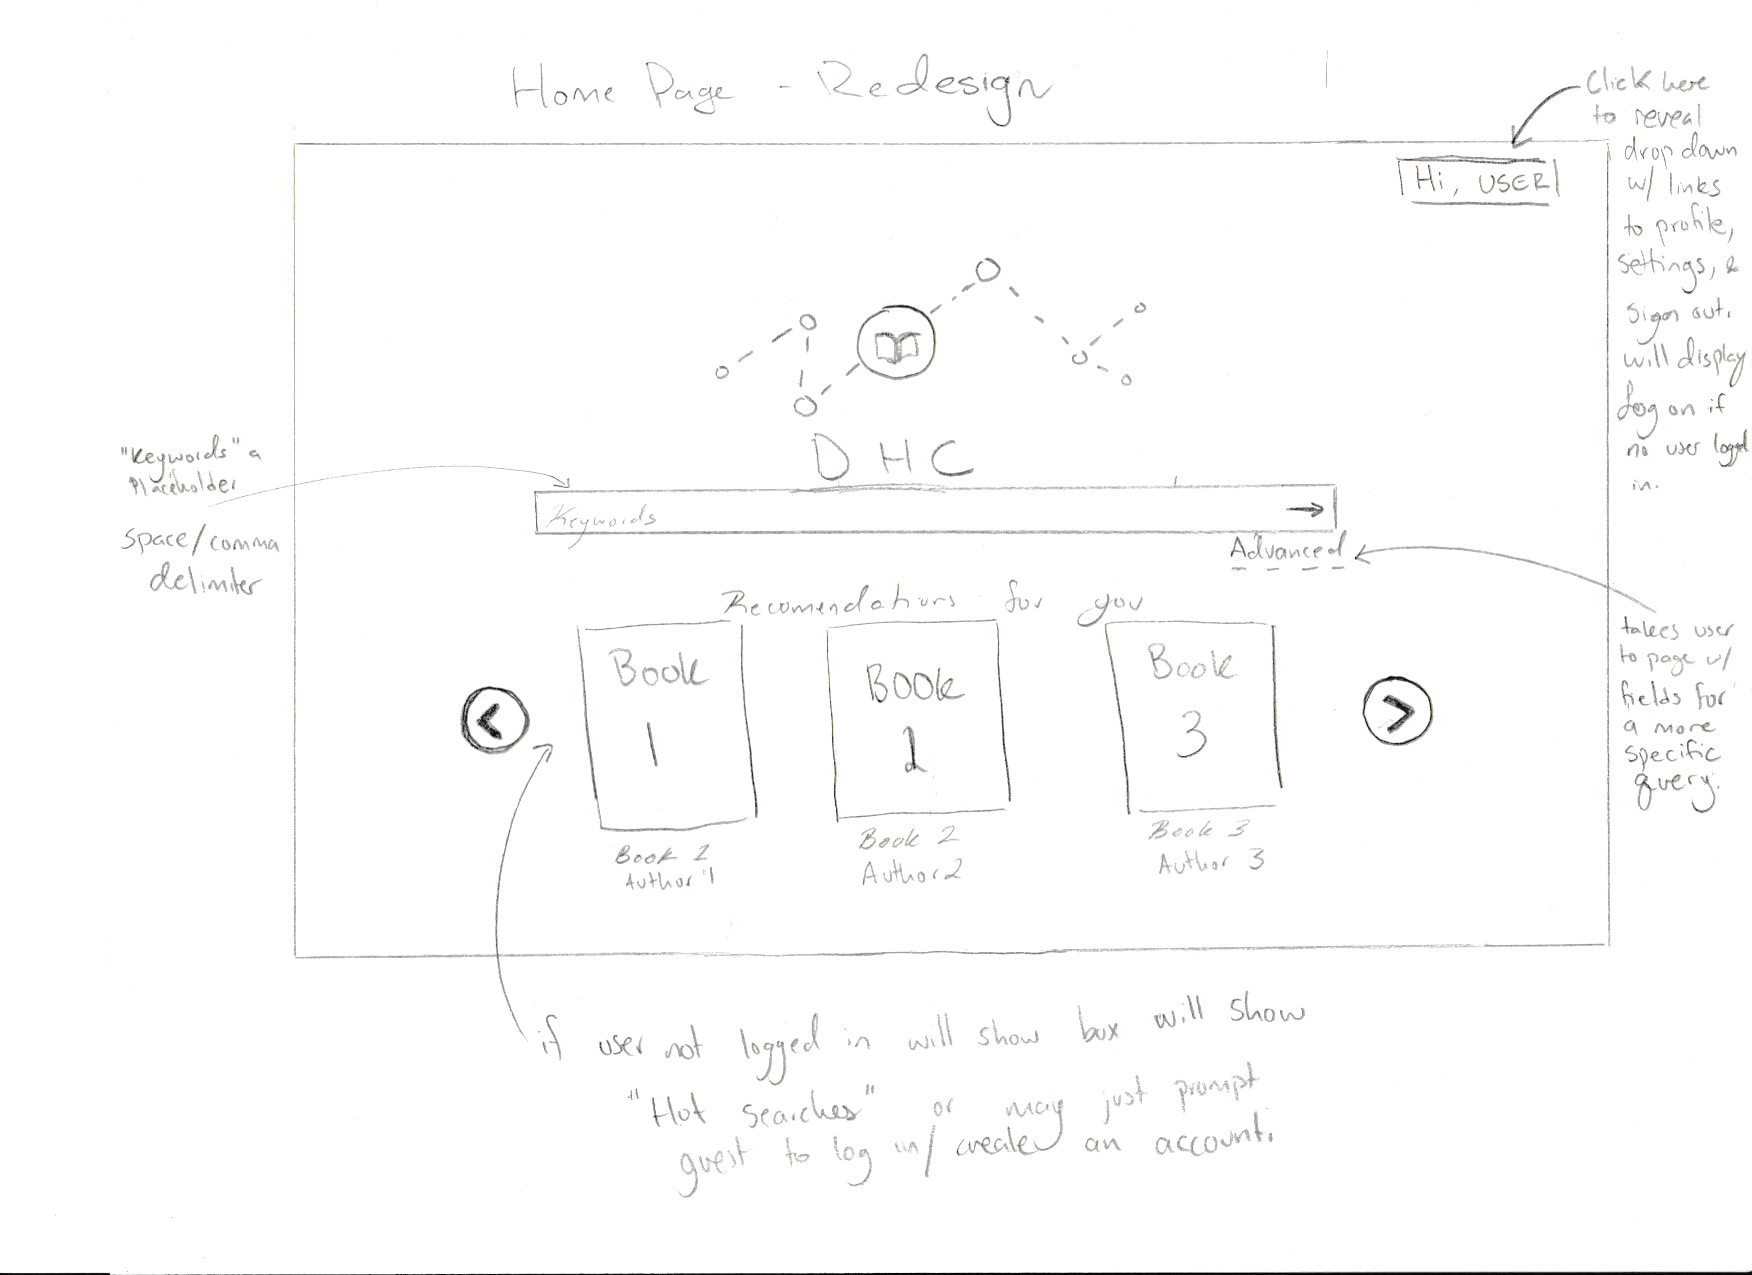 Home Page - Redesign
Click here
to reveal
drop down
w/ links
to profile,
settings, &
sign out.
will display
log on if
no user logged
in.
Hi, USER
DHC
"Keywords" a
Placeholder
space/comma
delimiter
Keywords
Advanced
takes user
to page w/
fields for
a more
specific
query.
Recomendations for you
Book
1
Book
2
Book
3
Book 1
Author 1
Book 2
Author 2
Book 3
Author 3
if user not logged in will show box will show
"Hot searches" or may just prompt
guest to log in/create an account.